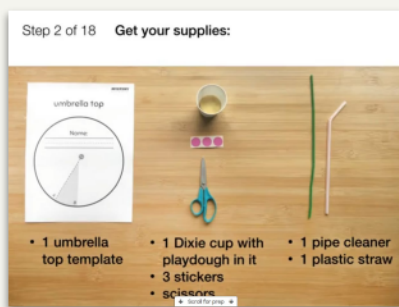 Step 2 of 18 Get your supplies:
umbrella top
Name:
• 1 umbrella
top template
• 1 Dixie cup with
playdough in it
• 3 stickers
• scissors
• 1 pipe cleaner
• 1 plastic straw
Scroll for prep